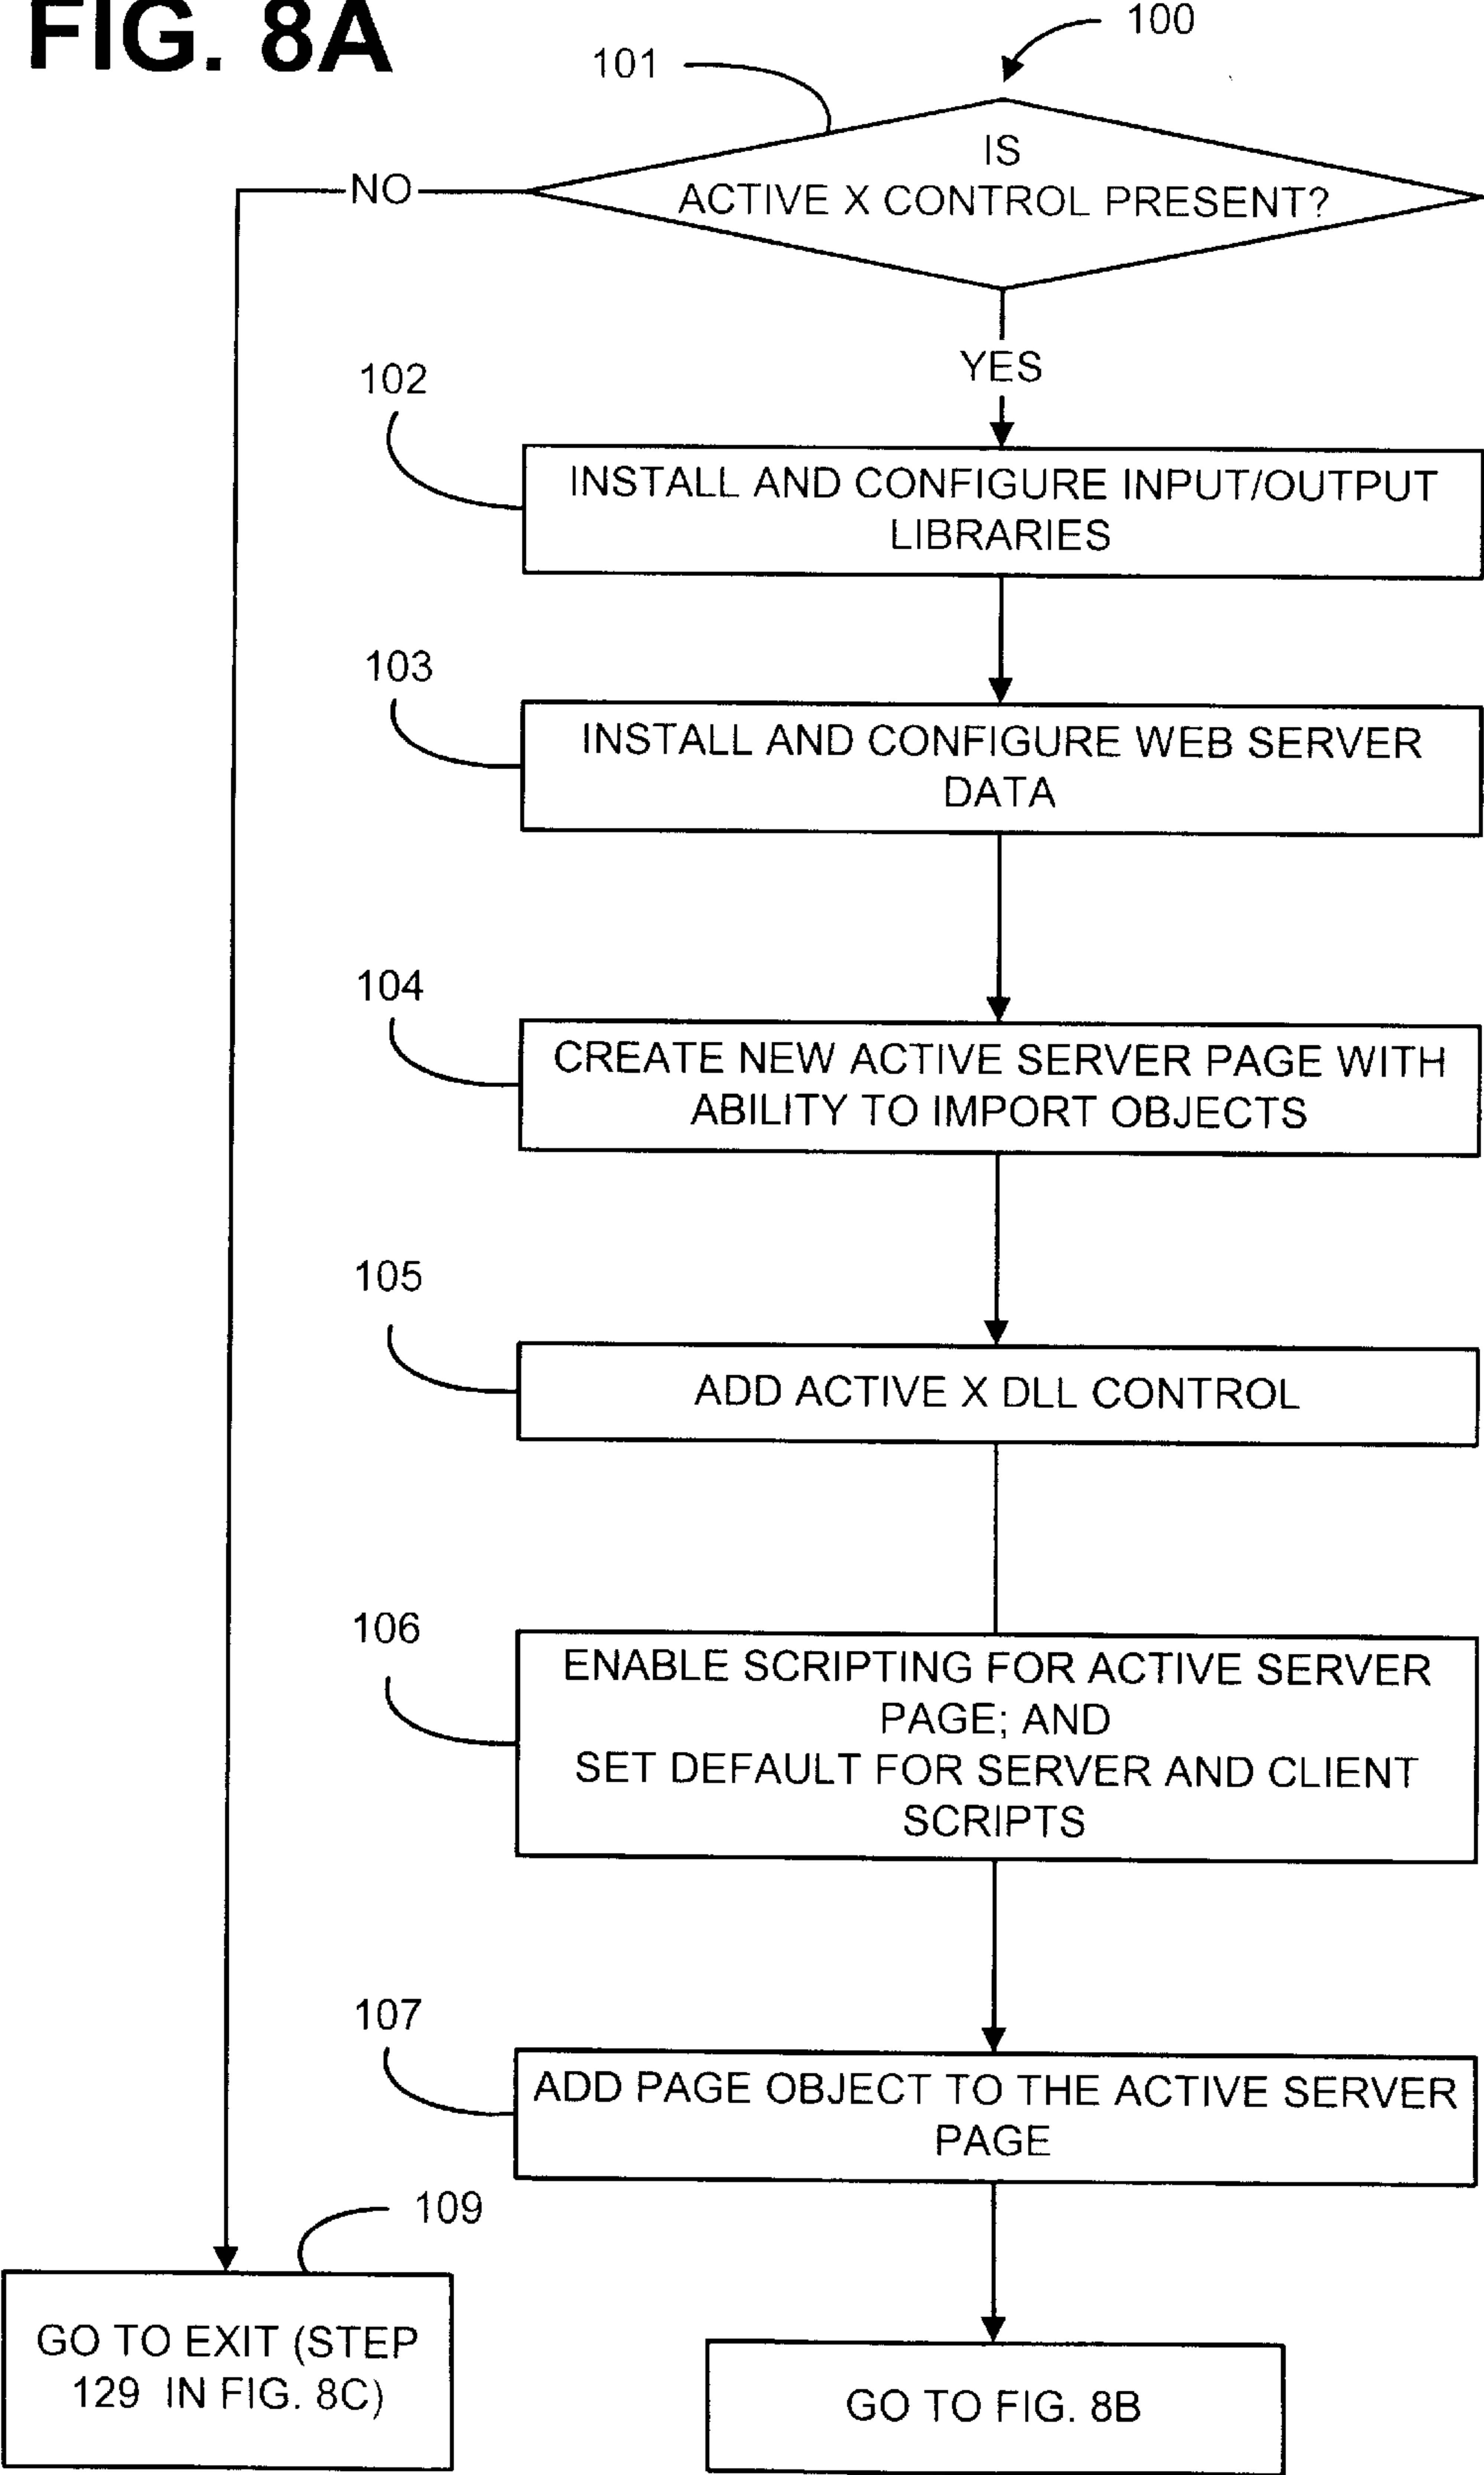 FIG. 8A
100
101
IS
ACTIVE X CONTROL PRESENT?
NO
YES
102
INSTALL AND CONFIGURE INPUT/OUTPUT
LIBRARIES
103
INSTALL AND CONFIGURE WEB SERVER
DATA
104
CREATE NEW ACTIVE SERVER PAGE WITH
ABILITY TO IMPORT OBJECTS
105
ADD ACTIVE X DLL CONTROL
106
ENABLE SCRIPTING FOR ACTIVE SERVER
PAGE; AND
SET DEFAULT FOR SERVER AND CLIENT
SCRIPTS
107
ADD PAGE OBJECT TO THE ACTIVE SERVER
PAGE
109
GO TO EXIT (STEP
129 IN FIG. 8C)
GO TO FIG. 8B